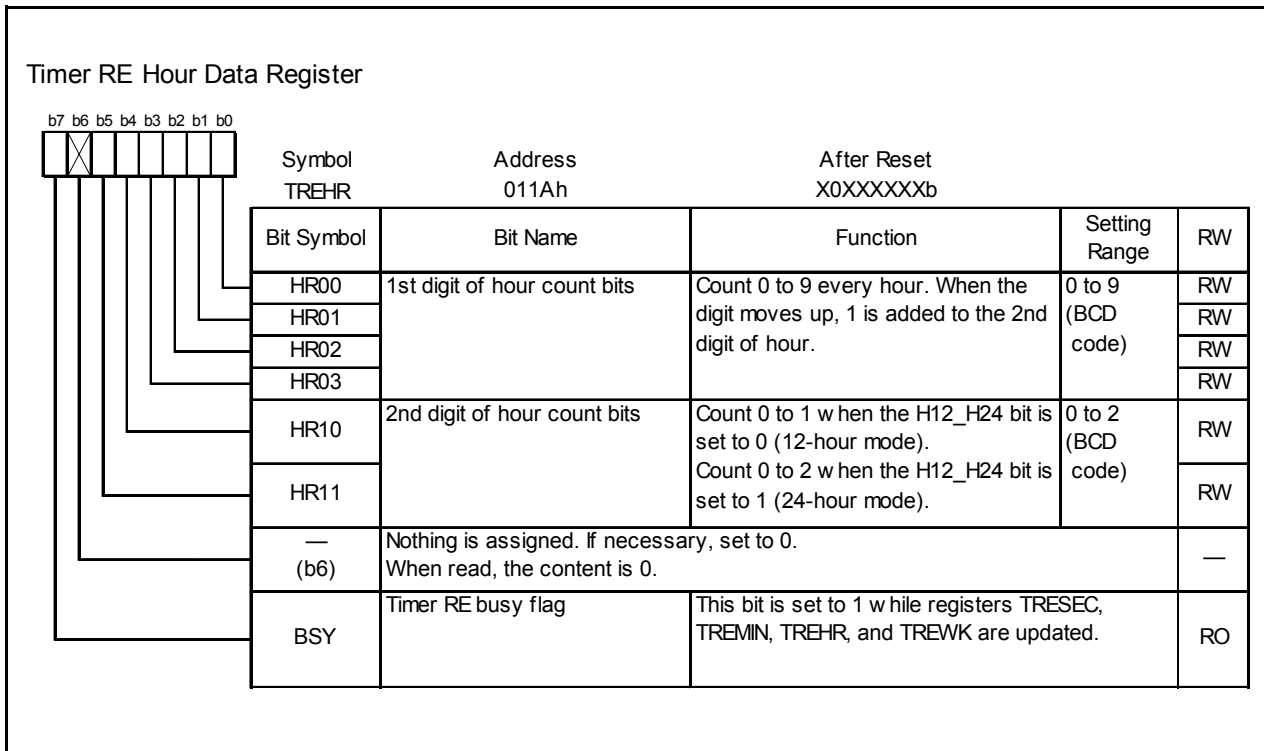 Timer RE Hour Data Register
b7 b6 b5 b4 b3 b2 b1 b0
Symbol Address After Reset
TREHR 011Ah X0XXXXXXb
Bit Symbol Bit Name Function Setting Range RW
HR00 1st digit of hour count bits Count 0 to 9 every hour. When the 0 to 9 RW
HR01 digit moves up, 1 is added to the 2nd (BCD RW
HR02 digit of hour. code) RW
HR03 RW
HR10 2nd digit of hour count bits Count 0 to 1 w hen the H12_H24 bit is 0 to 2 RW
set to 0 (12-hour mode). (BCD
HR11 Count 0 to 2 w hen the H12_H24 bit is code) RW
set to 1 (24-hour mode).
— Nothing is assigned. If necessary, set to 0. —
(b6) When read, the content is 0.
BSY Timer RE busy flag This bit is set to 1 w hile registers TRESEC, RO
TREMIN, TREHR, and TREWK are updated.